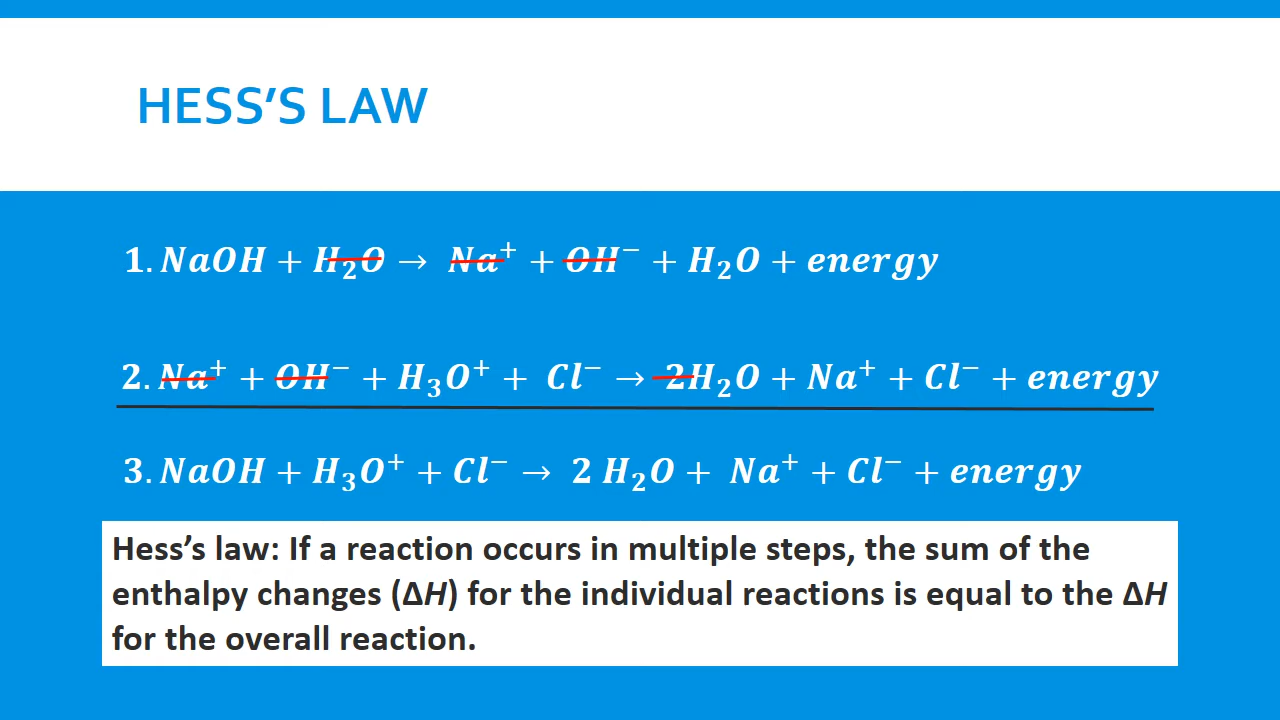 HESS'S LAW
1. NaOH + H₂O → Na⁺ + OH⁻ + H₂O + energy
2. Na⁺ + OH⁻ + H₃O⁺ + Cl⁻ → 2H₂O + Na⁺ + Cl⁻ + energy
3. NaOH + H₃O⁺ + Cl⁻ → 2 H₂O + Na⁺ + Cl⁻ + energy
Hess's law: If a reaction occurs in multiple steps, the sum of the
enthalpy changes (ΔH) for the individual reactions is equal to the ΔH
for the overall reaction.